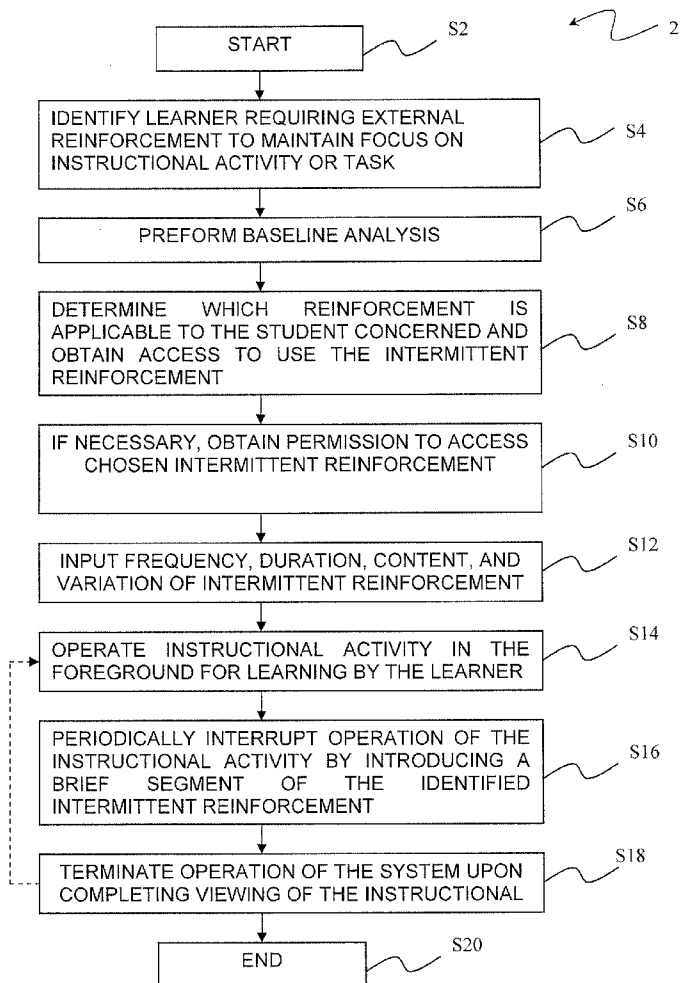 START
S2
2
IDENTIFY LEARNER REQUIRING EXTERNAL
REINFORCEMENT TO MAINTAIN FOCUS ON
INSTRUCTIONAL ACTIVITY OR TASK
S4
PREFORM BASELINE ANALYSIS
S6
DETERMINE WHICH REINFORCEMENT IS
APPLICABLE TO THE STUDENT CONCERNED AND
OBTAIN ACCESS TO USE THE INTERMITTENT
REINFORCEMENT
S8
IF NECESSARY, OBTAIN PERMISSION TO ACCESS
CHOSEN INTERMITTENT REINFORCEMENT
S10
INPUT FREQUENCY, DURATION, CONTENT, AND
VARIATION OF INTERMITTENT REINFORCEMENT
S12
OPERATE INSTRUCTIONAL ACTIVITY IN THE
FOREGROUND FOR LEARNING BY THE LEARNER
S14
PERIODICALLY INTERRUPT OPERATION OF THE
INSTRUCTIONAL ACTIVITY BY INTRODUCING A
BRIEF SEGMENT OF THE IDENTIFIED
INTERMITTENT REINFORCEMENT
S16
TERMINATE OPERATION OF THE SYSTEM UPON
COMPLETING VIEWING OF THE INSTRUCTIONAL
S18
END
S20